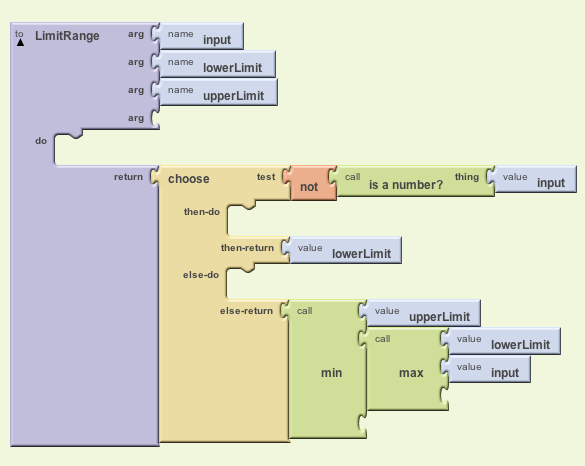 to LimitRange arg name input
arg name lowerLimit
arg name upperLimit
arg
do
return choose test not call is a number? thing value input
then-do
then-return value lowerLimit
else-do
else-return call min value upperLimit
call max value lowerLimit
value input